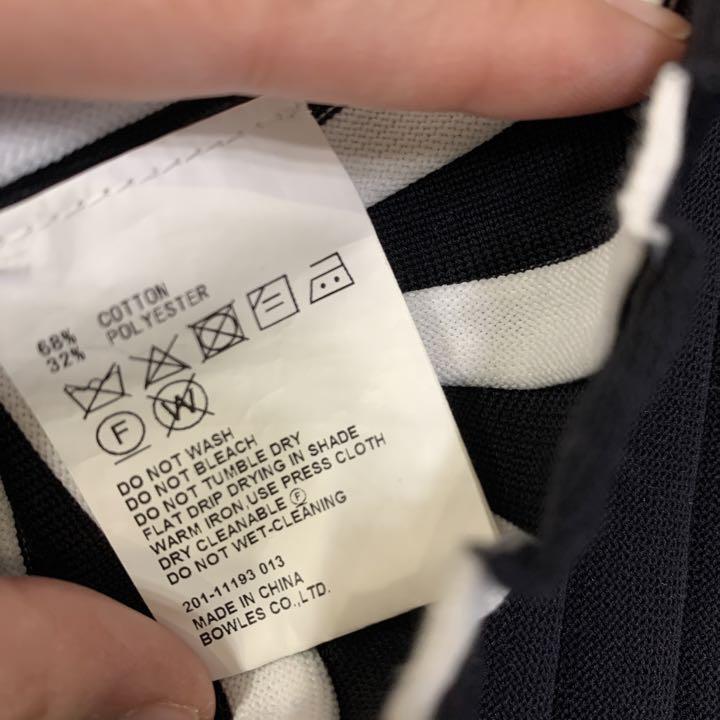 68% COTTON
32% POLYESTER
F W
DO NOT WASH
DO NOT BLEACH
DO NOT TUMBLE DRY
FLAT DRIP DRYING IN SHADE
WARM IRON,USE PRESS CLOTH
DRY CLEANABLE Ⓕ
DO NOT WET-CLEANING
201-11193 013
MADE IN CHINA
BOWLES CO.,LTD.